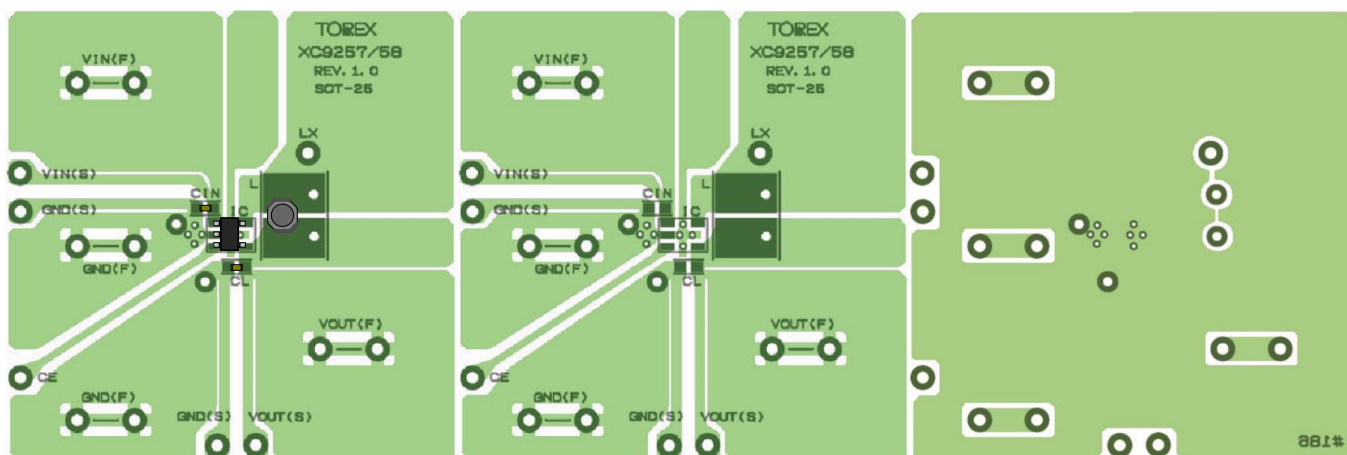 TOREX
XC9257/58
REV.1.0
SOT-25
VIN(F)
LX
VIN(S)
CIN
L
GND(S)
IC
GND(F)
CL
VOUT(F)
CE
GND(F)
GND(S)
VOUT(S)
TOREX
XC9257/58
REV.1.0
SOT-25
VIN(F)
LX
VIN(S)
CIN
L
GND(S)
IC
GND(F)
CL
VOUT(F)
CE
GND(F)
GND(S)
VOUT(S)
#186